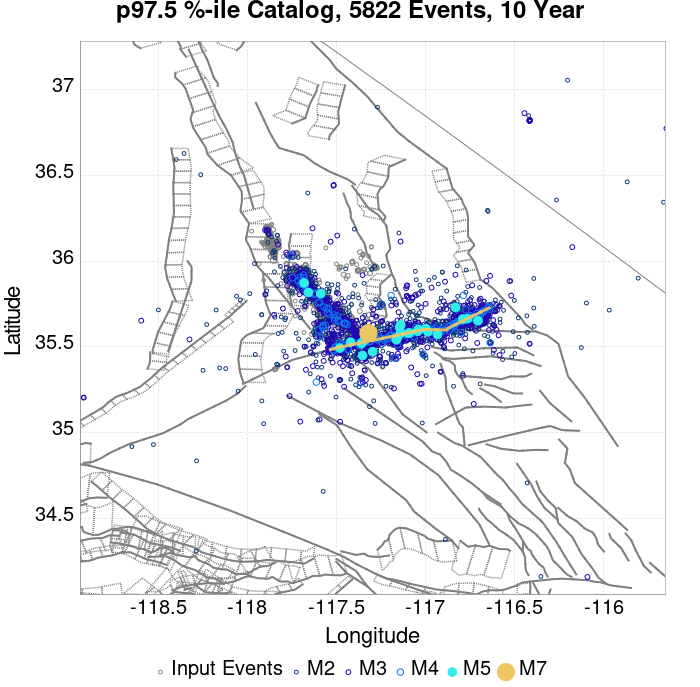 p97.5 %-ile Catalog, 5822 Events, 10 Year
37
36.5
36
35.5
35
34.5
Latitude
-118.5 -118 -117.5 -117 -116.5 -116
Longitude
Input Events M2 M3 M4 M5 M7